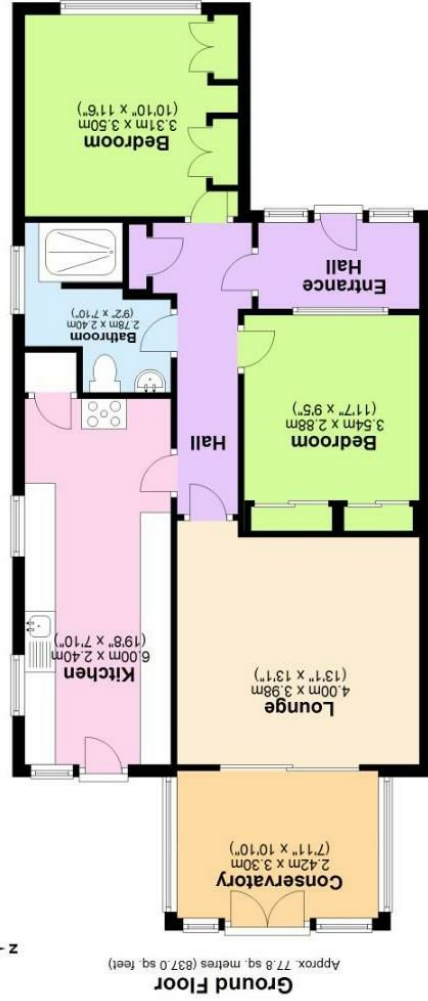 Ground Floor
Approx. 77.8 sq. metres (837.0 sq. feet)
Conservatory
2.42m x 3.30m
(7'11" x 10'10")
Lounge
4.00m x 3.98m
(13'1" x 13'1")
Kitchen
6.00m x 2.40m
(19'8" x 7'10")
Hall
Bedroom
3.54m x 2.88m
(11'7" x 9'5")
Bathroom
2.78m x 2.40m
(9'2" x 7'10")
Entrance
Hall
Bedroom
3.31m x 3.50m
(10'10" x 11'6")